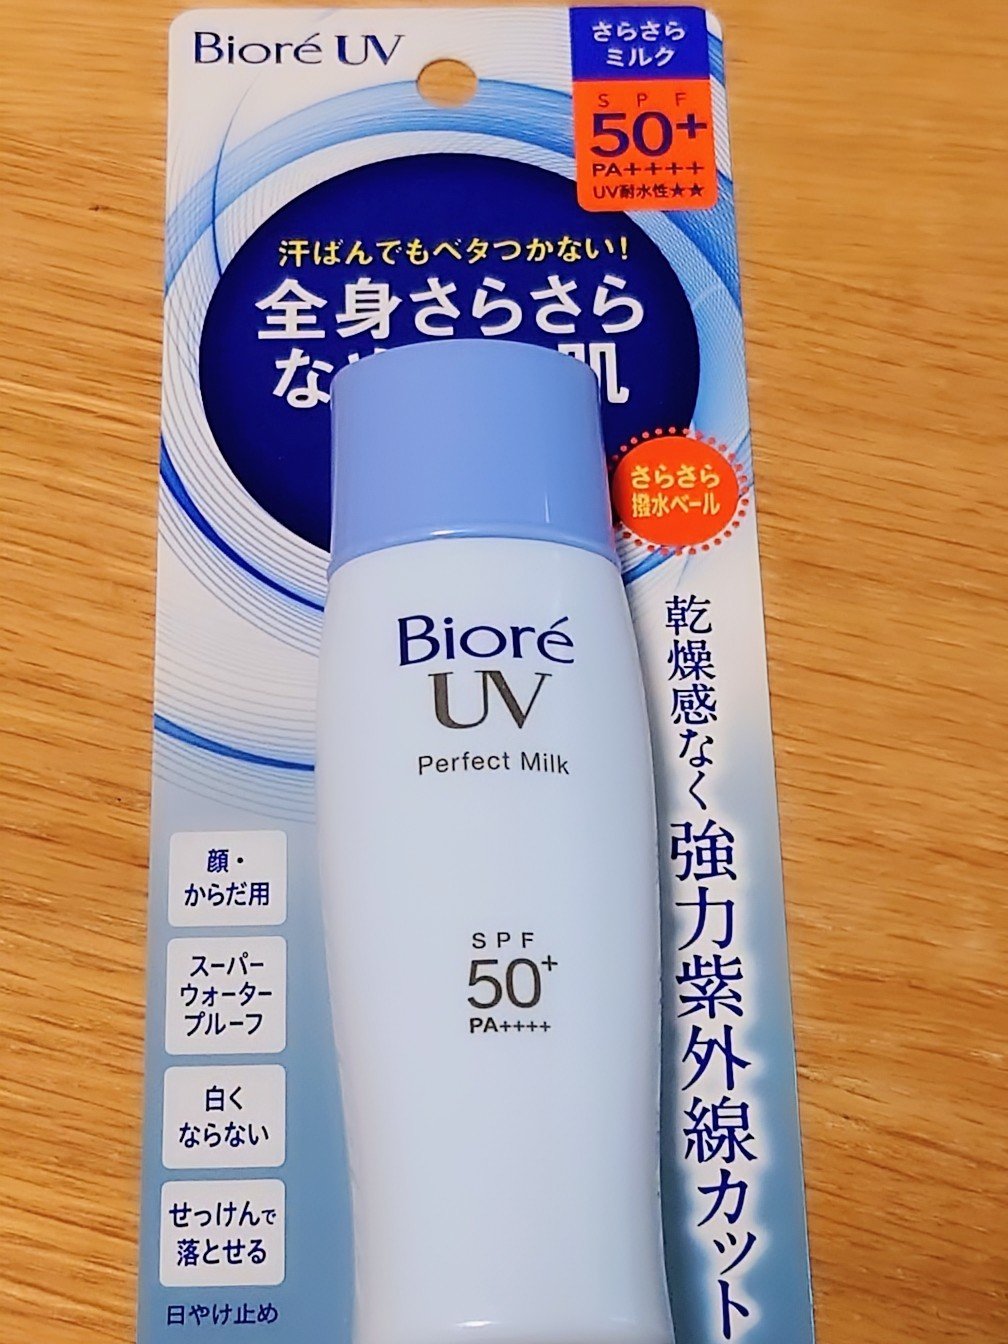 Bioré UV
さらさら
ミルク
SPF
50+
PA++++
UV耐水性★★
汗ばんでもベタつかない!
全身さらさら
な
肌
さらさら
撥水ベール
乾燥感なく強力紫外線カット
Bioré
UV
Perfect Milk
SPF
50+
PA++++
顔・
からだ用
スーパー
ウォーター
プルーフ
白く
ならない
せっけんで
落とせる
日やけ止め